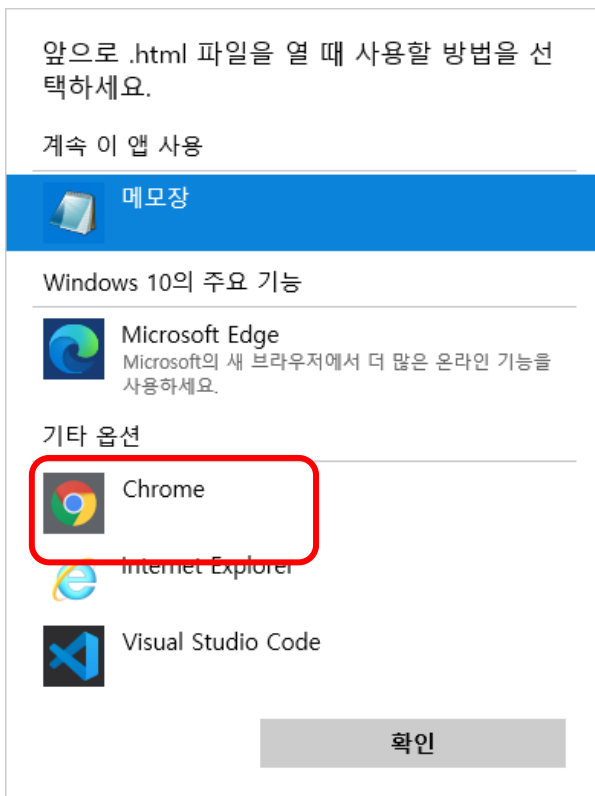 앞으로 .html 파일을 열 때 사용할 방법을 선
택하세요.
계속 이 앱 사용
메모장
Windows 10의 주요 기능
Microsoft Edge
Microsoft의 새 브라우저에서 더 많은 온라인 기능을
사용하세요.
기타 옵션
Chrome
Internet Explorer
Visual Studio Code
확인